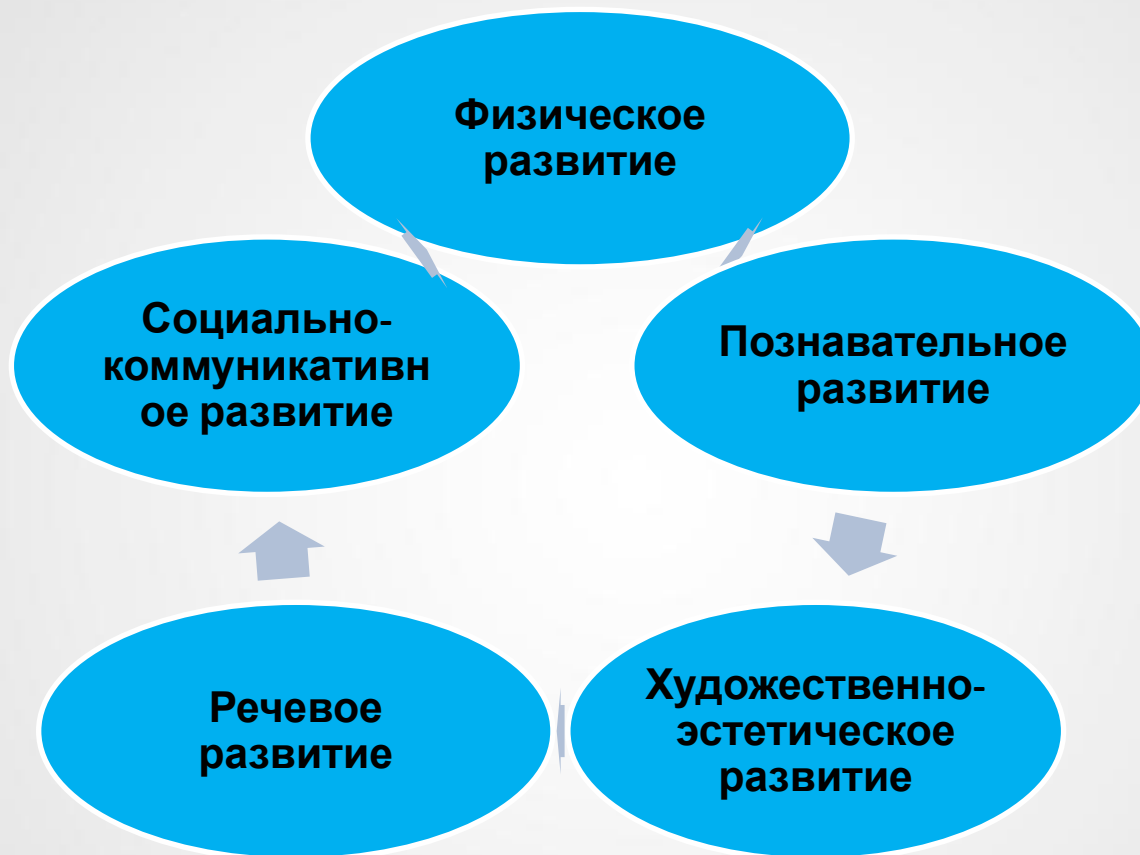 Физическое
развитие
Социально-
коммуникативн
ое развитие
Познавательное
развитие
Речевое
развитие
Художественно-
эстетическое
развитие